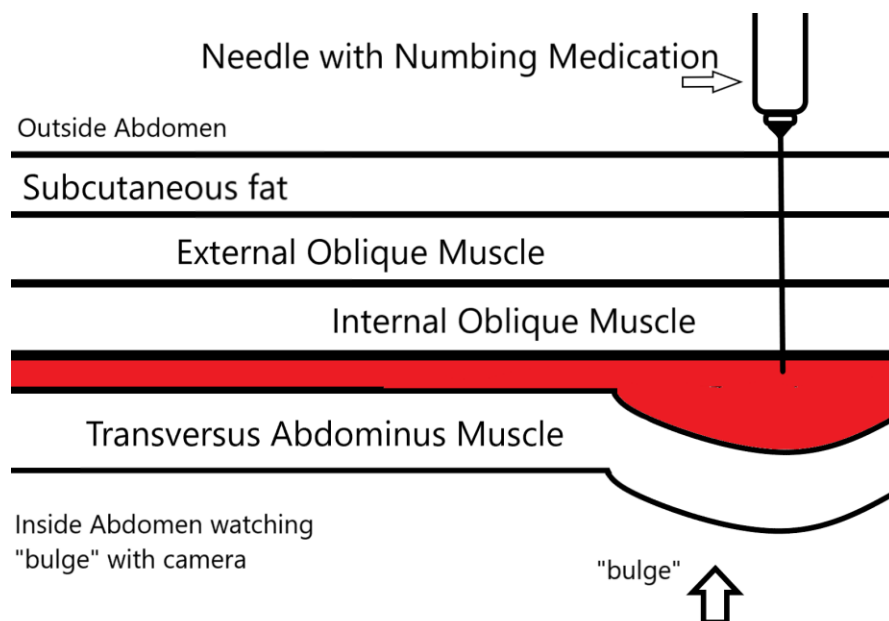 Needle with Numbing Medication
Outside Abdomen
Subcutaneous fat
External Oblique Muscle
Internal Oblique Muscle
Transversus Abdominus Muscle
Inside Abdomen watching
"bulge" with camera
"bulge"